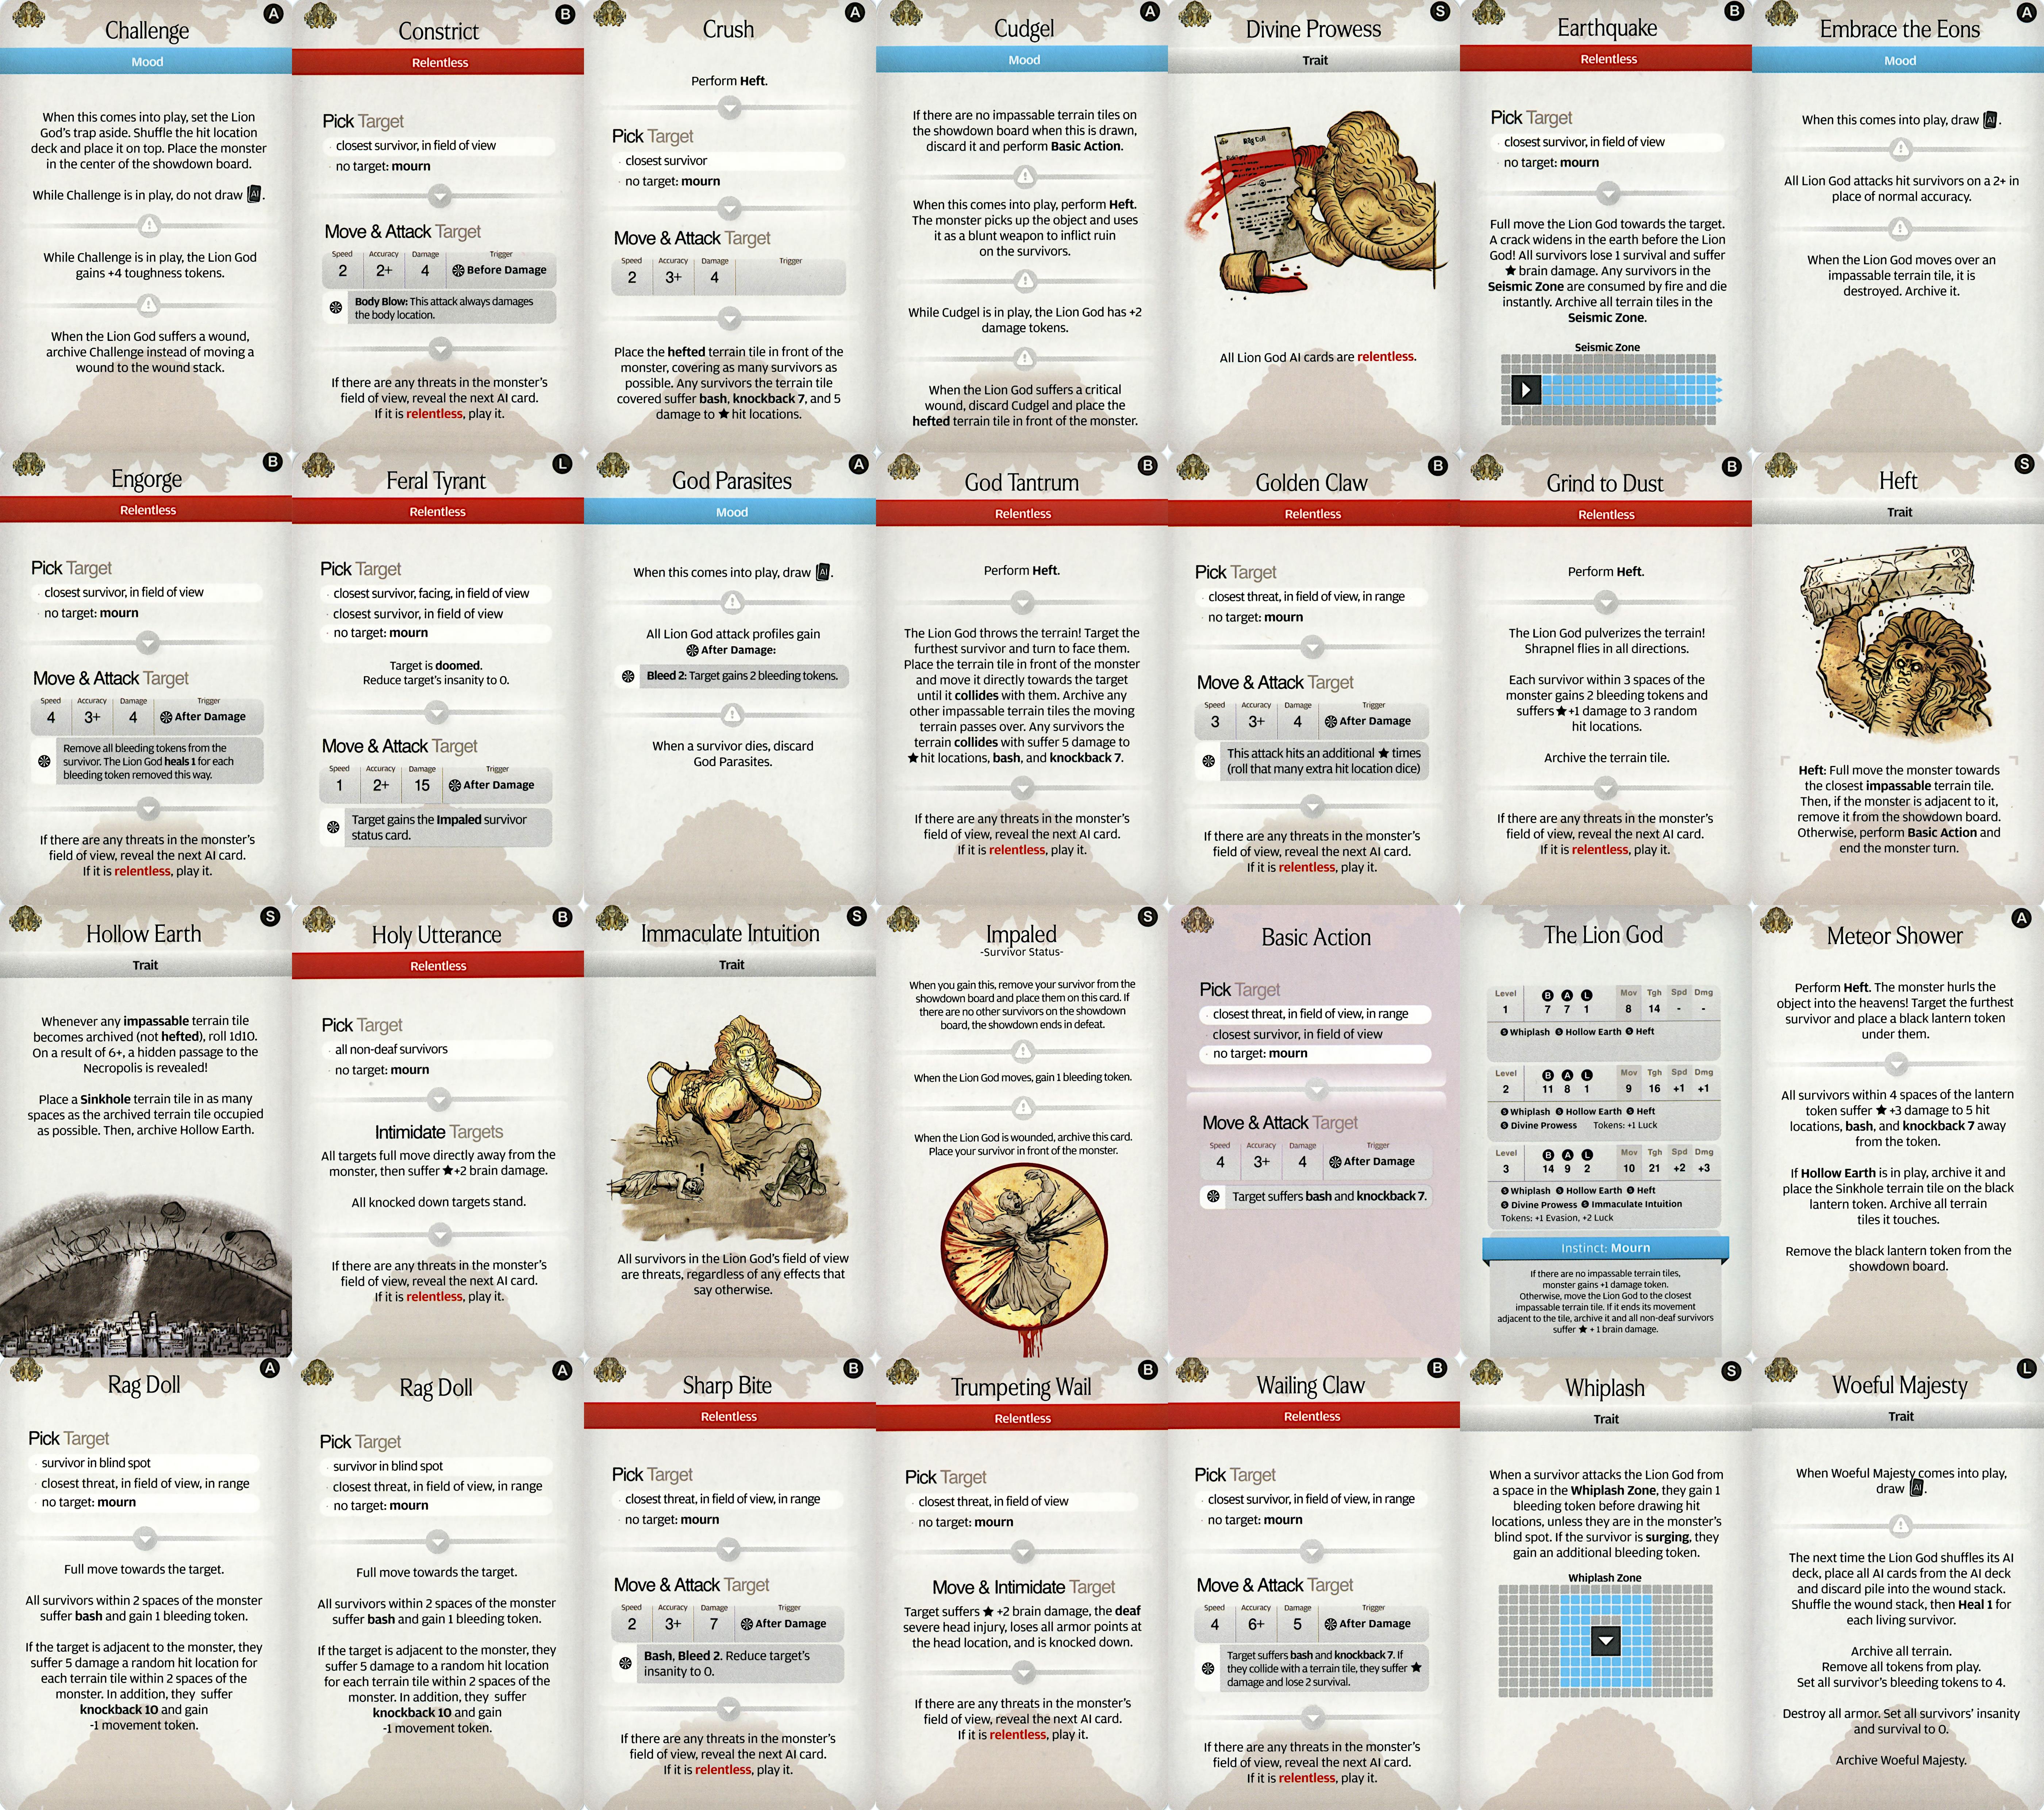 Challenge
A
Mood
When this comes into play, set the Lion
God's trap aside. Shuffle the hit location
deck and place it on top. Place the monster
in the center of the showdown board.
While Challenge is in play, do not draw AI.
While Challenge is in play, the Lion God
gains +4 toughness tokens.
When the Lion God suffers a wound,
archive Challenge instead of moving a
wound to the wound stack.
Constrict
B
Relentless
Pick Target
· closest survivor, in field of view
· no target: mourn
Move & Attack Target
Speed Accuracy Damage Trigger
2 2+ 4 Before Damage
Body Blow: This attack always damages
the body location.
If there are any threats in the monster's
field of view, reveal the next AI card.
If it is relentless, play it.
Crush
A
Perform Heft.
Pick Target
· closest survivor
· no target: mourn
Move & Attack Target
Speed Accuracy Damage Trigger
2 3+ 4
Place the hefted terrain tile in front of the
monster, covering as many survivors as
possible. Any survivors the terrain tile
covered suffer bash, knockback 7, and 5
damage to ★ hit locations.
Cudgel
A
Mood
If there are no impassable terrain tiles on
the showdown board when this is drawn,
discard it and perform Basic Action.
When this comes into play, perform Heft.
The monster picks up the object and uses
it as a blunt weapon to inflict ruin
on the survivors.
While Cudgel is in play, the Lion God has +2
damage tokens.
When the Lion God suffers a critical
wound, discard Cudgel and place the
hefted terrain tile in front of the monster.
Divine Prowess
S
Trait
All Lion God AI cards are relentless.
Earthquake
B
Relentless
Pick Target
· closest survivor, in field of view
· no target: mourn
Full move the Lion God towards the target.
A crack widens in the earth before the Lion
God! All survivors lose 1 survival and suffer
★ brain damage. Any survivors in the
Seismic Zone are consumed by fire and die
instantly. Archive all terrain tiles in the
Seismic Zone.
Seismic Zone
Embrace the Eons
A
Mood
When this comes into play, draw AI.
All Lion God attacks hit survivors on a 2+ in
place of normal accuracy.
When the Lion God moves over an
impassable terrain tile, it is
destroyed. Archive it.
Engorge
B
Relentless
Pick Target
· closest survivor, in field of view
· no target: mourn
Move & Attack Target
Speed Accuracy Damage Trigger
4 3+ 4 After Damage
Remove all bleeding tokens from the
survivor. The Lion God heals 1 for each
bleeding token removed this way.
If there are any threats in the monster's
field of view, reveal the next AI card.
If it is relentless, play it.
Feral Tyrant
L
Relentless
Pick Target
· closest survivor, facing, in field of view
· closest survivor, in field of view
· no target: mourn
Target is doomed.
Reduce target's insanity to 0.
Move & Attack Target
Speed Accuracy Damage Trigger
1 2+ 15 After Damage
Target gains the Impaled survivor
status card.
God Parasites
A
Mood
When this comes into play, draw AI.
All Lion God attack profiles gain
After Damage:
Bleed 2: Target gains 2 bleeding tokens.
When a survivor dies, discard
God Parasites.
God Tantrum
B
Relentless
Perform Heft.
The Lion God throws the terrain! Target the
furthest survivor and turn to face them.
Place the terrain tile in front of the monster
and move it directly towards the target
until it collides with them. Archive any
other impassable terrain tiles the moving
terrain passes over. Any survivors the
terrain collides with suffer 5 damage to
★ hit locations, bash, and knockback 7.
If there are any threats in the monster's
field of view, reveal the next AI card.
If it is relentless, play it.
Golden Claw
B
Relentless
Pick Target
· closest threat, in field of view, in range
· no target: mourn
Move & Attack Target
Speed Accuracy Damage Trigger
3 3+ 4 After Damage
This attack hits an additional ★ times
(roll that many extra hit location dice)
If there are any threats in the monster's
field of view, reveal the next AI card.
If it is relentless, play it.
Grind to Dust
B
Relentless
Perform Heft.
The Lion God pulverizes the terrain!
Shrapnel flies in all directions.
Each survivor within 3 spaces of the
monster gains 2 bleeding tokens and
suffers ★ +1 damage to 3 random
hit locations.
Archive the terrain tile.
If there are any threats in the monster's
field of view, reveal the next AI card.
If it is relentless, play it.
Heft
S
Trait
Heft: Full move the monster towards
the closest impassable terrain tile.
Then, if the monster is adjacent to it,
remove it from the showdown board.
Otherwise, perform Basic Action and
end the monster turn.
Hollow Earth
S
Trait
Whenever any impassable terrain tile
becomes archived (not hefted), roll 1d10.
On a result of 6+, a hidden passage to the
Necropolis is revealed!
Place a Sinkhole terrain tile in as many
spaces as the archived terrain tile occupied
as possible. Then, archive Hollow Earth.
Holy Utterance
B
Relentless
Pick Target
· all non-deaf survivors
· no target: mourn
Intimidate Targets
All targets full move directly away from the
monster, then suffer ★+2 brain damage.
All knocked down targets stand.
If there are any threats in the monster's
field of view, reveal the next AI card.
If it is relentless, play it.
Immaculate Intuition
S
Trait
!
All survivors in the Lion God's field of view
are threats, regardless of any effects that
say otherwise.
Impaled
S
-Survivor Status-
When you gain this, remove your survivor from the
showdown board and place them on this card. If
there are no other survivors on the showdown
board, the showdown ends in defeat.
When the Lion God moves, gain 1 bleeding token.
When the Lion God is wounded, archive this card.
Place your survivor in front of the monster.
Basic Action
Pick Target
· closest threat, in field of view, in range
closest survivor, in field of view
· no target: mourn
Move & Attack Target
Speed Accuracy Damage Trigger
4 3+ 4 After Damage
Target suffers bash and knockback 7.
The Lion God
Level B A L Mov Tgh Spd Dmg
1 7 7 1 8 14 - -
S Whiplash S Hollow Earth S Heft
Level B A L Mov Tgh Spd Dmg
2 11 8 1 9 16 +1 +1
S Whiplash S Hollow Earth S Heft
S Divine Prowess Tokens: +1 Luck
Level B A L Mov Tgh Spd Dmg
3 14 9 2 10 21 +2 +3
S Whiplash S Hollow Earth S Heft
S Divine Prowess S Immaculate Intuition
Tokens: +1 Evasion, +2 Luck
Instinct: Mourn
If there are no impassable terrain tiles,
monster gains +1 damage token.
Otherwise, move the Lion God to the closest
impassable terrain tile. If it ends its movement
adjacent to the tile, archive it and all non-deaf survivors
suffer ★ + 1 brain damage.
Meteor Shower
A
Perform Heft. The monster hurls the
object into the heavens! Target the furthest
survivor and place a black lantern token
under them.
All survivors within 4 spaces of the lantern
token suffer ★ +3 damage to 5 hit
locations, bash, and knockback 7 away
from the token.
If Hollow Earth is in play, archive it and
place the Sinkhole terrain tile on the black
lantern token. Archive all terrain
tiles it touches.
Remove the black lantern token from the
showdown board.
Rag Doll
A
Pick Target
· survivor in blind spot
· closest threat, in field of view, in range
· no target: mourn
Full move towards the target.
All survivors within 2 spaces of the monster
suffer bash and gain 1 bleeding token.
If the target is adjacent to the monster, they
suffer 5 damage a random hit location for
each terrain tile within 2 spaces of the
monster. In addition, they suffer
knockback 10 and gain
-1 movement token.
Rag Doll
A
Pick Target
· survivor in blind spot
· closest threat, in field of view, in range
· no target: mourn
Full move towards the target.
All survivors within 2 spaces of the monster
suffer bash and gain 1 bleeding token.
If the target is adjacent to the monster, they
suffer 5 damage to a random hit location
for each terrain tile within 2 spaces of the
monster. In addition, they suffer
knockback 10 and gain
-1 movement token.
Sharp Bite
B
Relentless
Pick Target
· closest threat, in field of view, in range
· no target: mourn
Move & Attack Target
Speed Accuracy Damage Trigger
2 3+ 7 After Damage
Bash, Bleed 2. Reduce target's
insanity to 0.
If there are any threats in the monster's
field of view, reveal the next AI card.
If it is relentless, play it.
Trumpeting Wail
B
Relentless
Pick Target
· closest threat, in field of view
· no target: mourn
Move & Intimidate Target
Target suffers ★ +2 brain damage, the deaf
severe head injury, loses all armor points at
the head location, and is knocked down.
If there are any threats in the monster's
field of view, reveal the next AI card.
If it is relentless, play it.
Wailing Claw
B
Relentless
Pick Target
· closest survivor, in field of view, in range
· no target: mourn
Move & Attack Target
Speed Accuracy Damage Trigger
4 6+ 5 After Damage
Target suffers bash and knockback 7. If
they collide with a terrain tile, they suffer ★
damage and lose 2 survival.
If there are any threats in the monster's
field of view, reveal the next AI card.
If it is relentless, play it.
Whiplash
S
Trait
When a survivor attacks the Lion God from
a space in the Whiplash Zone, they gain 1
bleeding token before drawing hit
locations, unless they are in the monster's
blind spot. If the survivor is surging, they
gain an additional bleeding token.
Whiplash Zone
Woeful Majesty
L
Trait
When Woeful Majesty comes into play,
draw AI.
The next time the Lion God shuffles its AI
deck, place all AI cards from the AI deck
and discard pile into the wound stack.
Shuffle the wound stack, then Heal 1 for
each living survivor.
Archive all terrain.
Remove all tokens from play.
Set all survivor's bleeding tokens to 4.
Destroy all armor. Set all survivors' insanity
and survival to 0.
Archive Woeful Majesty.